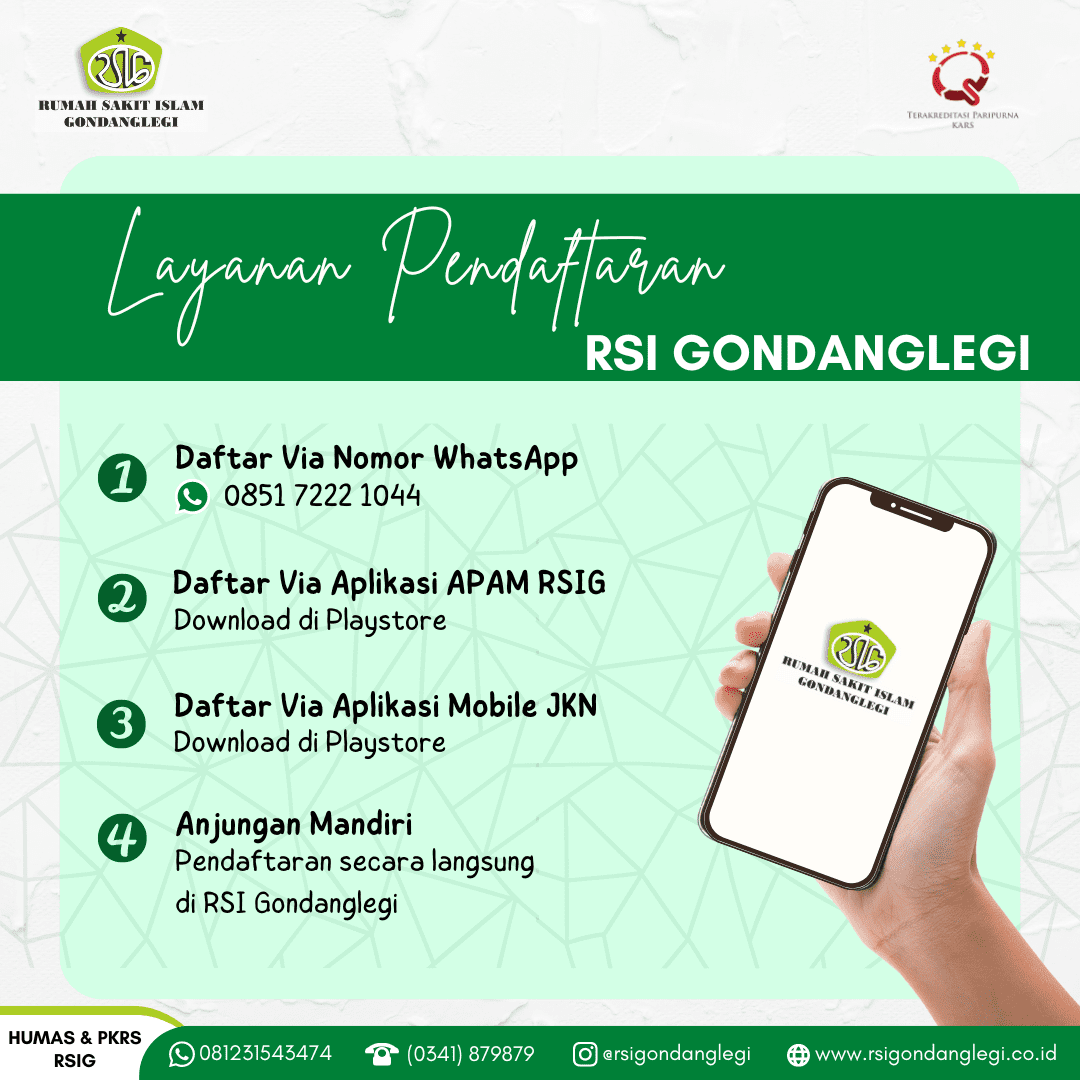 RSIG
RUMAH SAKIT ISLAM
GONDANGLEGI
TERAKREDITASI PARIPURNA
KARS
Layanan Pendaftaran
RSI GONDANGLEGI
1 Daftar Via Nomor WhatsApp
0851 7222 1044
2 Daftar Via Aplikasi APAM RSIG
Download di Playstore
3 Daftar Via Aplikasi Mobile JKN
Download di Playstore
4 Anjungan Mandiri
Pendaftaran secara langsung
di RSI Gondanglegi
RSIG
RUMAH SAKIT ISLAM
GONDANGLEGI
HUMAS & PKRS
RSIG
081231543474 (0341) 879879 @rsigondanglegi www.rsigondanglegi.co.id